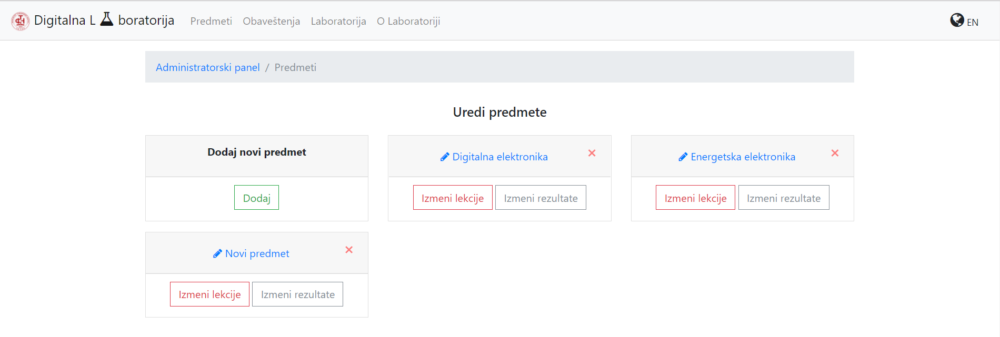 Digitalna L boratorija Predmeti Obaveštenja Laboratorija O Laboratoriji EN
Administratorski panel / Predmeti
Uredi predmete
Dodaj novi predmet
Dodaj
Digitalna elektronika
Izmeni lekcije Izmeni rezultate
Energetska elektronika
Izmeni lekcije Izmeni rezultate
Novi predmet
Izmeni lekcije Izmeni rezultate